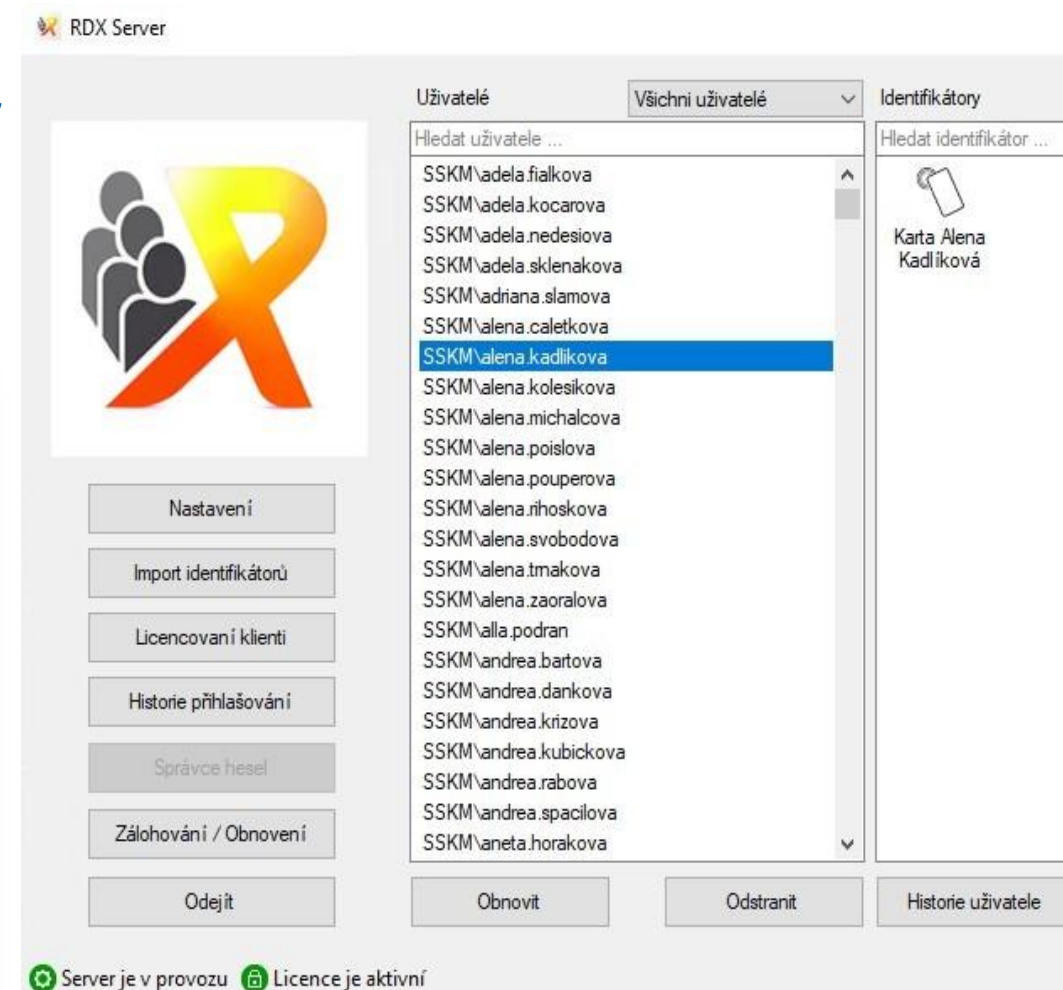 RDX Server
Uživatelé
Všichni uživatelé
Identifikátory
Hledat uživatele ...
Hledat identifikátor ...
SSKM\adela.fialkova
SSKM\adela.kocarova
SSKM\adela.nedesiova
SSKM\adela.sklenakova
SSKM\adriana.slamova
SSKM\alena.caletkova
SSKM\alena.kadlikova
SSKM\alena.kolesikova
SSKM\alena.michalcova
SSKM\alena.poislova
SSKM\alena.pouperova
SSKM\alena.rihoskova
SSKM\alena.svobodova
SSKM\alena.trnakova
SSKM\alena.zaoralova
SSKM\alla.podran
SSKM\andrea.bartova
SSKM\andrea.dankova
SSKM\andrea.krizova
SSKM\andrea.kubickova
SSKM\andrea.rabova
SSKM\andrea.spacilova
SSKM\aneta.horakova
Karta Alena
Kadlíková
Nastavení
Import identifikátorů
Licencovaní klienti
Historie přihlašování
Správce hesel
Zálohování / Obnovení
Odejít
Obnovit
Odstranit
Historie uživatele
Server je v provozu
Licence je aktivní